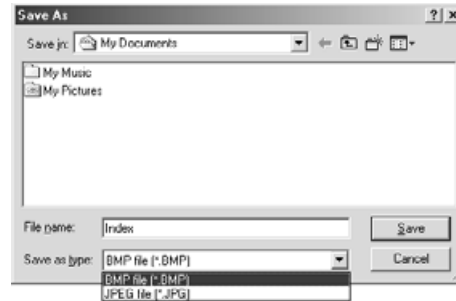 Save As
Save in: My Documents
My Music
My Pictures
File name: Index Save
Save as type: BMP file (*.BMP) Cancel
BMP file (*.BMP)
JPEG file (*.JPG)